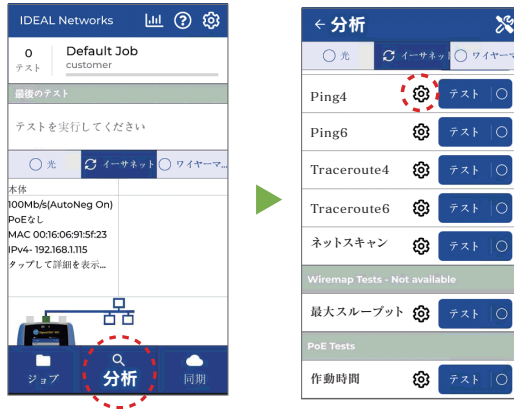 IDEAL Networks
0
テスト
Default Job
customer
最後のテスト
テストを実行してください
光
イーサネット
ワイヤーマ...
本体
100Mb/s(AutoNeg On)
PoEなし
MAC 00:16:06:91:5f:23
IPv4- 192.168.1.115
タップして詳細を表示...
ジョブ
分析
同期
分析
光
イーサネット
ワイヤーマ
Ping4
テスト
Ping6
テスト
Traceroute4
テスト
Traceroute6
テスト
ネットスキャン
テスト
Wiremap Tests - Not available
最大スループット
テスト
PoE Tests
作動時間
テスト